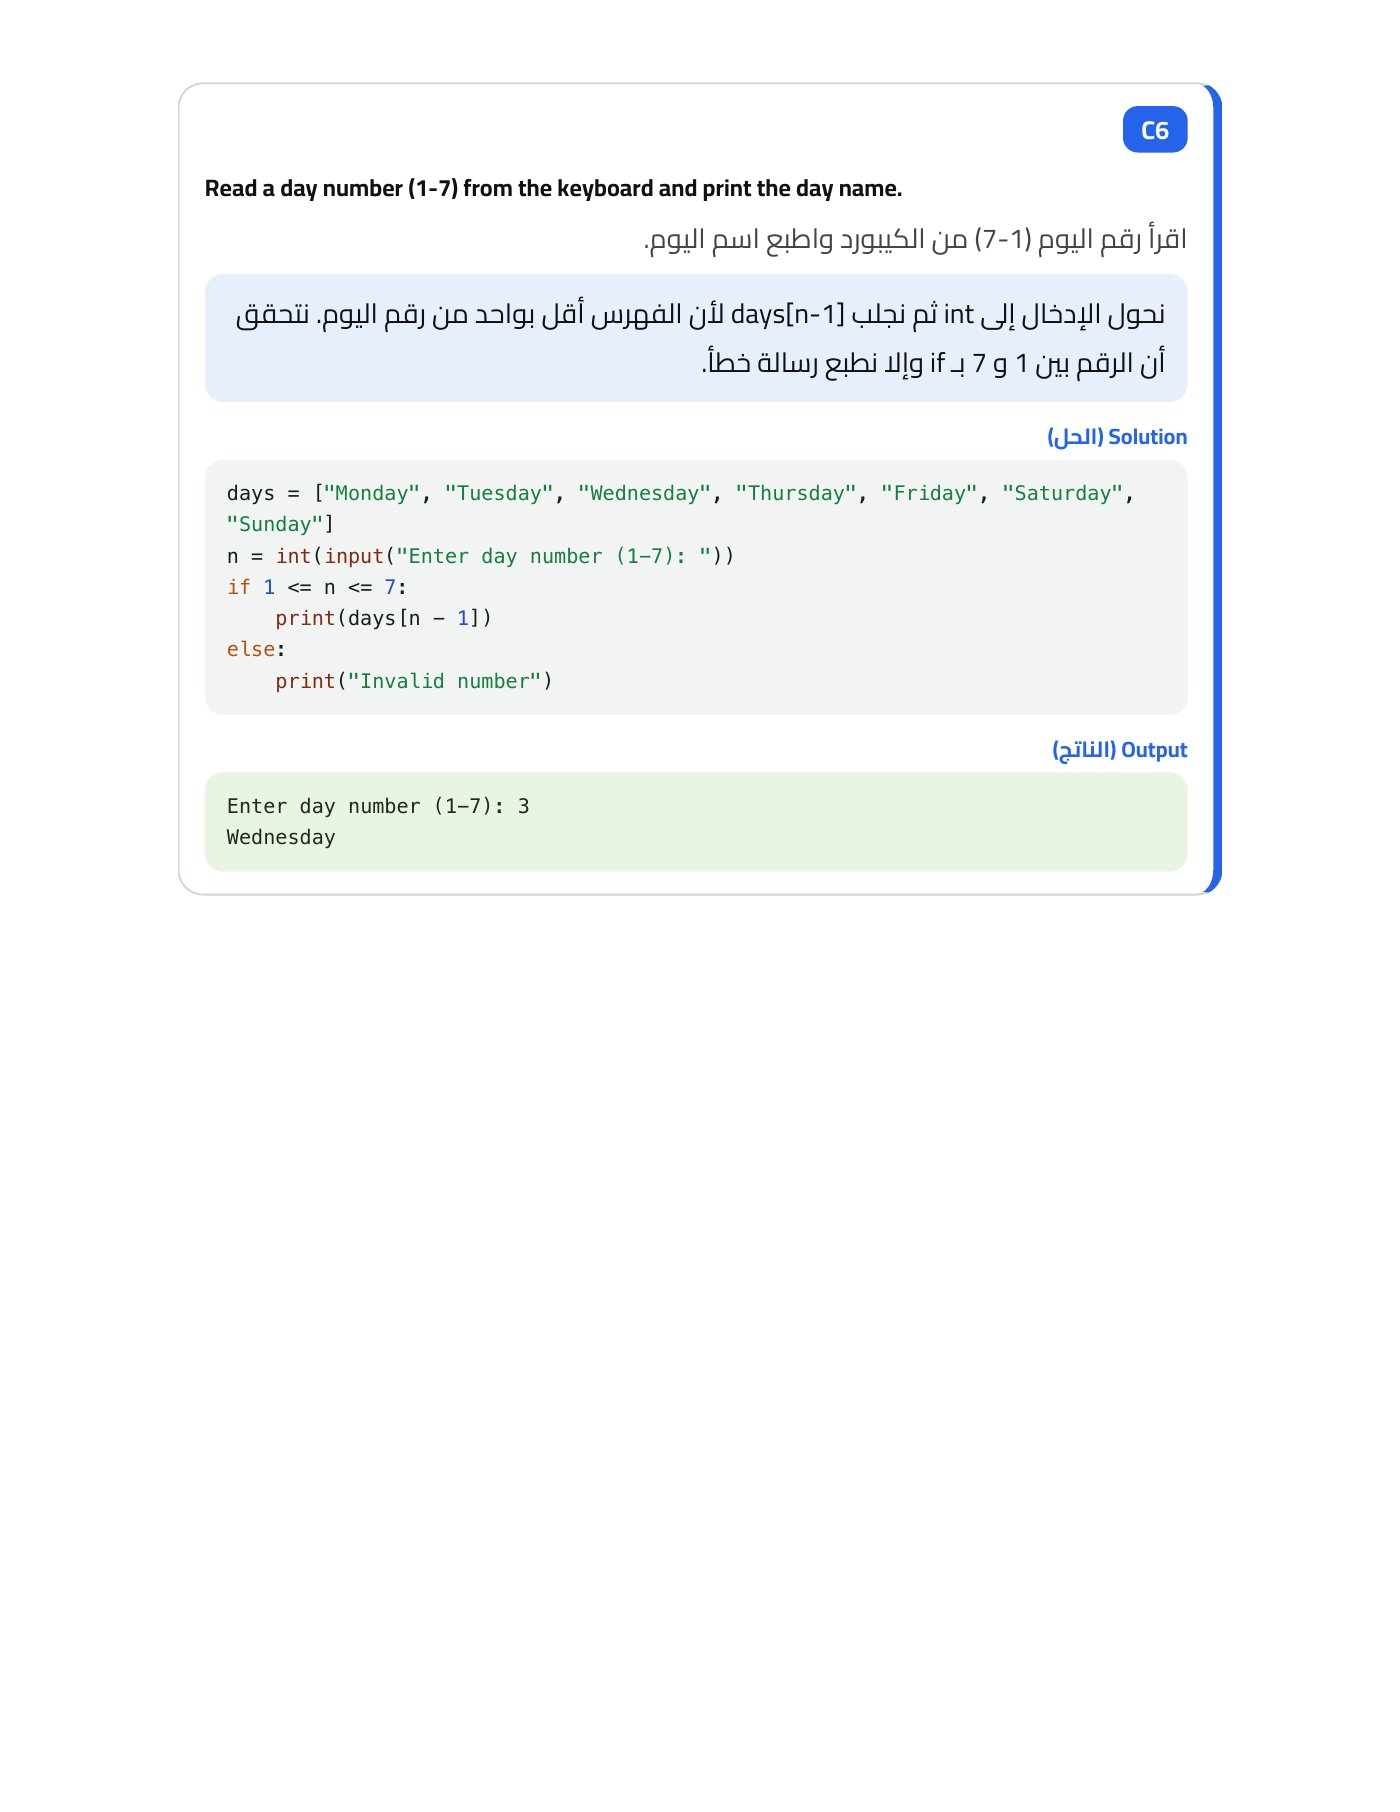 C6
Read a day number (1-7) from the keyboard and print the day name.
اقرأ رقم اليوم (1-7) من الكيبورد واطبع اسم اليوم.
نحول الإدخال إلى int ثم نجلب days[n-1] لأن الفهرس أقل بواحد من رقم اليوم. نتحقق
أن الرقم بين 1 و 7 بـ if وإلا نطبع رسالة خطأ.
Solution (الحل)
days = ["Monday", "Tuesday", "Wednesday", "Thursday", "Friday", "Saturday",
"Sunday"]
n = int(input("Enter day number (1-7): "))
if 1 <= n <= 7:
    print(days[n - 1])
else:
    print("Invalid number")
Output (الناتج)
Enter day number (1-7): 3
Wednesday